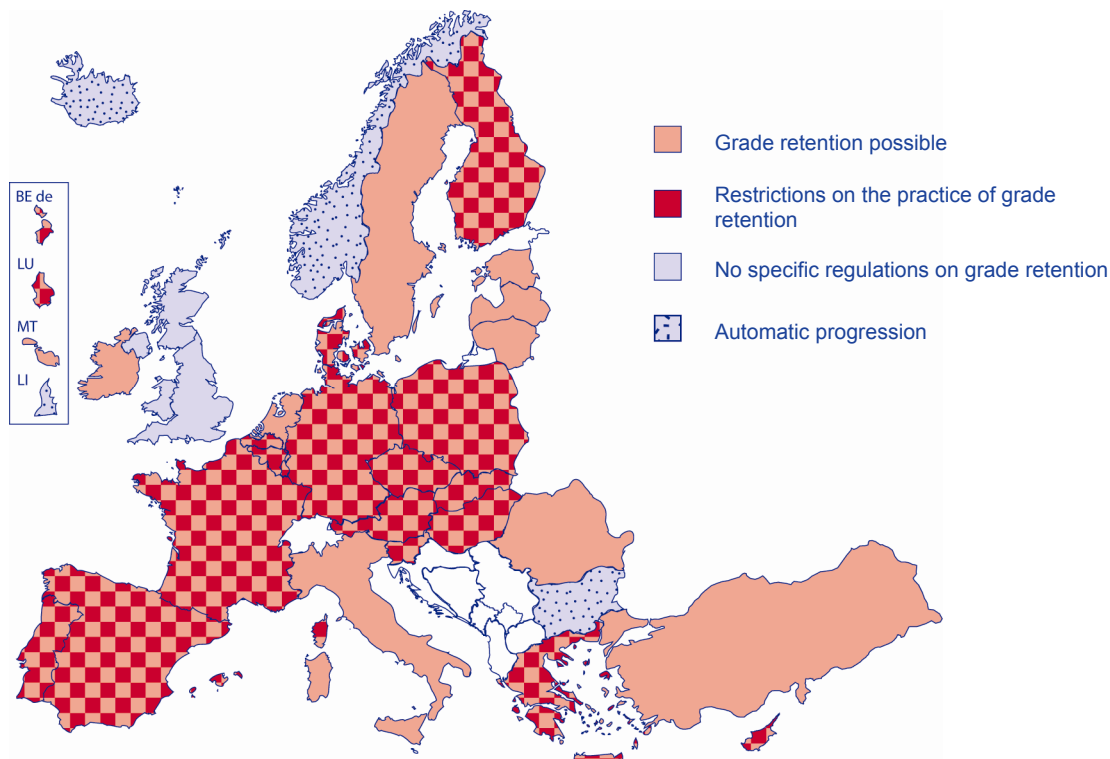 BE de
LU
MT
LI
Grade retention possible
Restrictions on the practice of grade
retention
No specific regulations on grade retention
Automatic progression